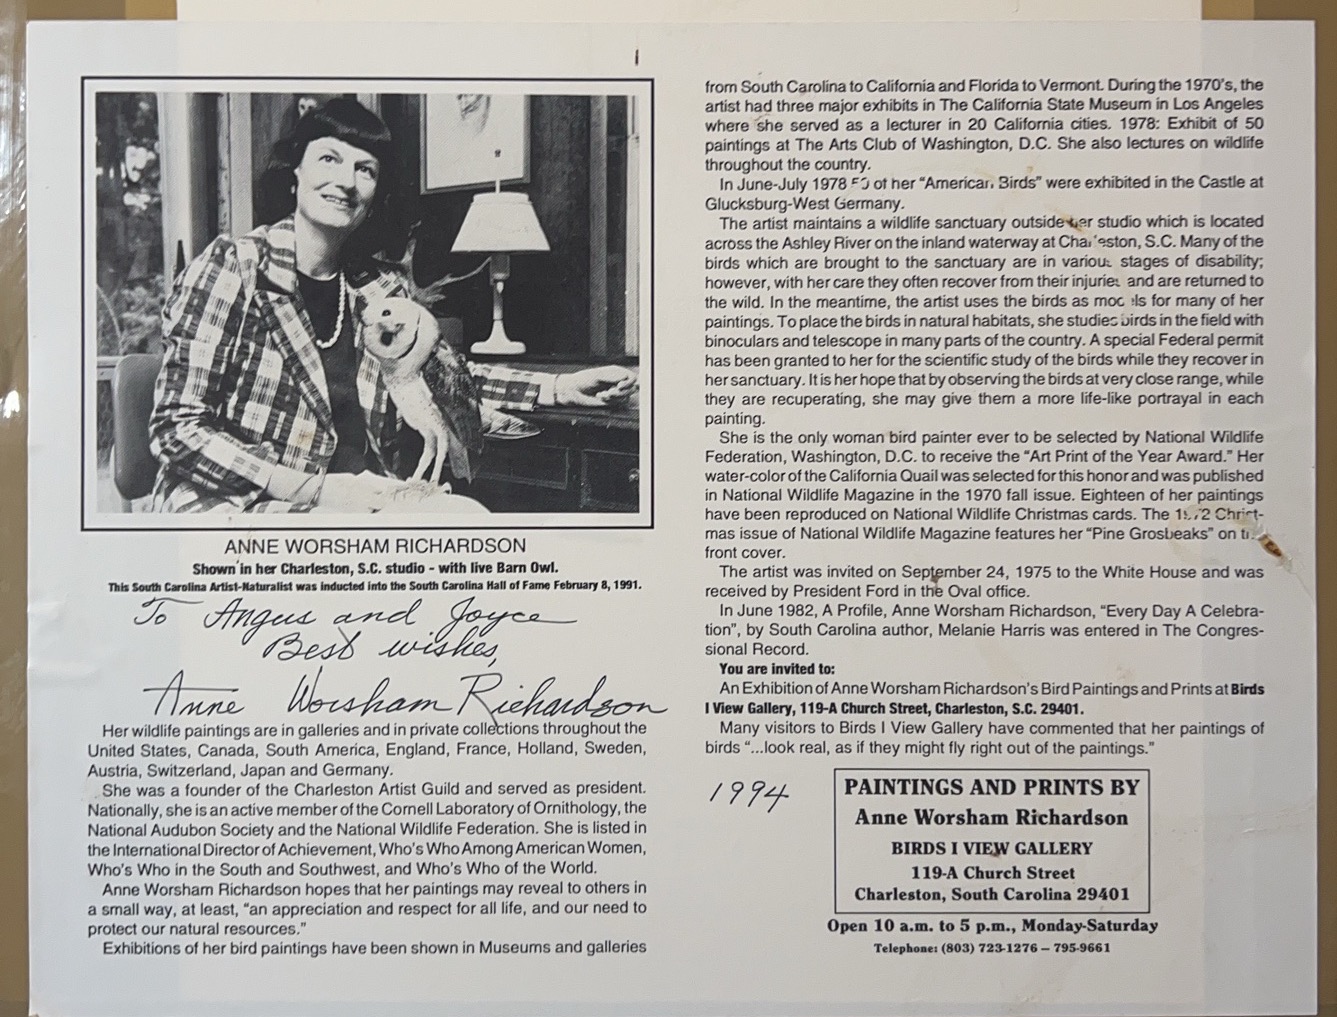 ANNE WORSHAM RICHARDSON
Shown in her Charleston, S.C. studio - with live Barn Owl.
This South Carolina Artist-Naturalist was inducted into the South Carolina Hall of Fame February 8, 1991.
To Angus and Joyce
Best wishes,
Anne Worsham Richardson
Her wildlife paintings are in galleries and in private collections throughout the
United States, Canada, South America, England, France, Holland, Sweden,
Austria, Switzerland, Japan and Germany.
She was a founder of the Charleston Artist Guild and served as president.
Nationally, she is an active member of the Cornell Laboratory of Ornithology, the
National Audubon Society and the National Wildlife Federation. She is listed in
the International Director of Achievement, Who's Who Among American Women,
Who's Who in the South and Southwest, and Who's Who of the World.
Anne Worsham Richardson hopes that her paintings may reveal to others in
a small way, at least, “an appreciation and respect for all life, and our need to
protect our natural resources.”
Exhibitions of her bird paintings have been shown in Museums and galleries
from South Carolina to California and Florida to Vermont. During the 1970's, the
artist had three major exhibits in The California State Museum in Los Angeles
where she served as a lecturer in 20 California cities. 1978: Exhibit of 50
paintings at The Arts Club of Washington, D.C. She also lectures on wildlife
throughout the country.
In June-July 1978 of her “American Birds” were exhibited in the Castle at
Glucksburg-West Germany.
The artist maintains a wildlife sanctuary outside her studio which is located
across the Ashley River on the inland waterway at Charleston, S.C. Many of the
birds which are brought to the sanctuary are in various stages of disability;
however, with her care they often recover from their injuries and are returned to
the wild. In the meantime, the artist uses the birds as models for many of her
paintings. To place the birds in natural habitats, she studies birds in the field with
binoculars and telescope in many parts of the country. A special Federal permit
has been granted to her for the scientific study of the birds while they recover in
her sanctuary. It is her hope that by observing the birds at very close range, while
they are recuperating, she may give them a more life-like portrayal in each
painting.
She is the only woman bird painter ever to be selected by National Wildlife
Federation, Washington, D.C. to receive the “Art Print of the Year Award.” Her
water-color of the California Quail was selected for this honor and was published
in National Wildlife Magazine in the 1970 fall issue. Eighteen of her paintings
have been reproduced on National Wildlife Christmas cards. The 1972 Christ-
mas issue of National Wildlife Magazine features her “Pine Grosbeaks” on the
front cover.
The artist was invited on September 24, 1975 to the White House and was
received by President Ford in the Oval office.
In June 1982, A Profile, Anne Worsham Richardson, “Every Day A Celebra-
tion”, by South Carolina author, Melanie Harris was entered in The Congres-
sional Record.
You are invited to:
An Exhibition of Anne Worsham Richardson's Bird Paintings and Prints at Birds
I View Gallery, 119-A Church Street, Charleston, S.C. 29401.
Many visitors to Birds I View Gallery have commented that her paintings of
birds “...look real, as if they might fly right out of the paintings.”
1994
PAINTINGS AND PRINTS BY
Anne Worsham Richardson
BIRDS I VIEW GALLERY
119-A Church Street
Charleston, South Carolina 29401
Open 10 a.m. to 5 p.m., Monday-Saturday
Telephone: (803) 723-1276 – 795-9661